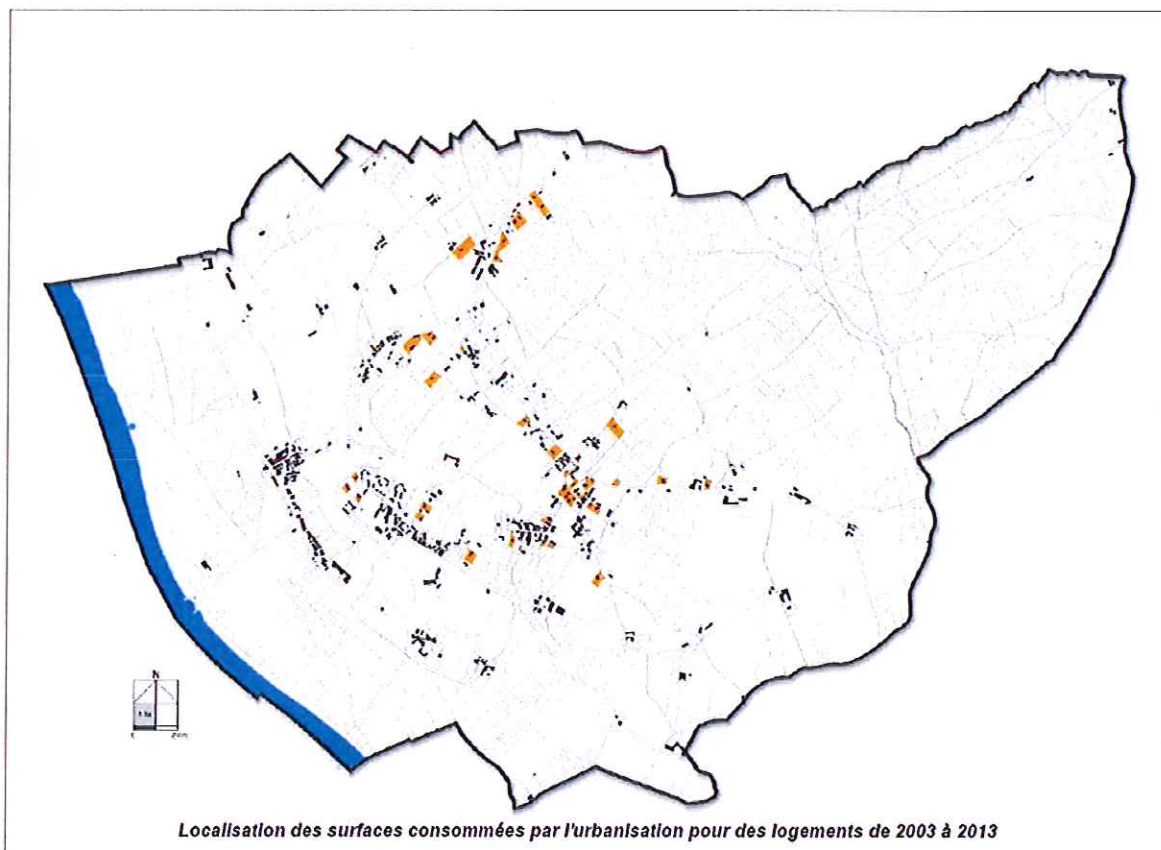 N
Localisation des surfaces consommées par l'urbanisation pour des logements de 2003 à 2013